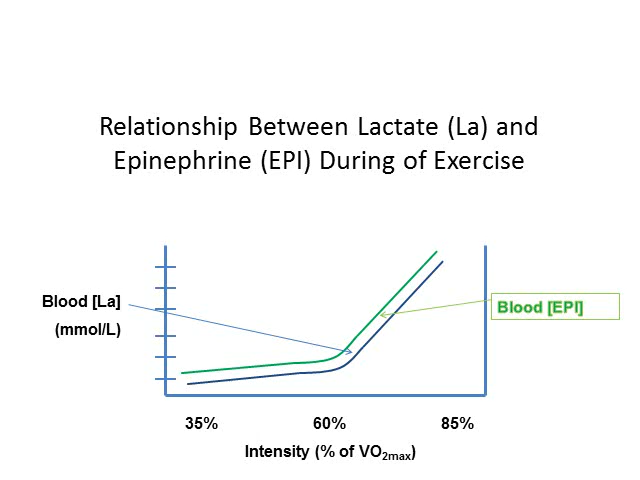 Relationship Between Lactate (La) and
Epinephrine (EPI) During of Exercise
Blood [La]
(mmol/L)
Blood [EPI]
35% 60% 85%
Intensity (% of VO2max)